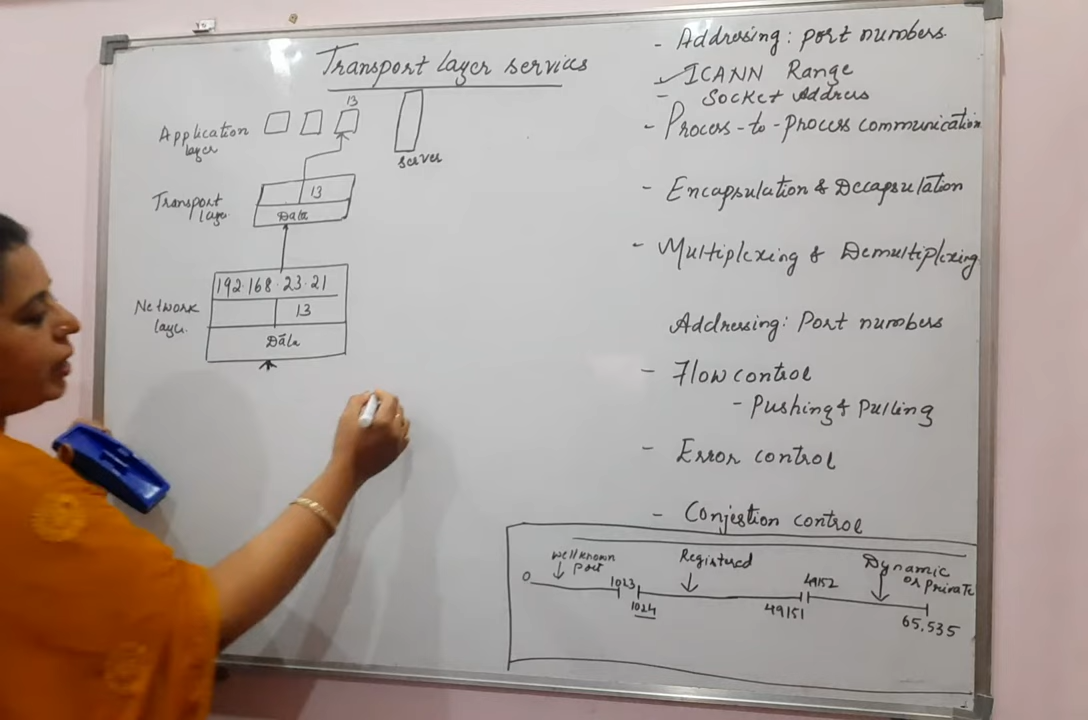 Transport layer services
Application
layer
13
server
Transport
layer
13
Data
Network
layer
192.168.23.21
13
Data
- Addressing: port numbers
- ICANN Range
- Socket Address
- Process-to-Process communication
- Encapsulation & Decapsulation
- Multiplexing & Demultiplexing
Addressing: Port numbers
- Flow control
- Pushing & Pulling
- Error control
- Conjestion control
0
well known
port
1023
1024
Registered
49151
49152
Dynamic
or Private
65,535